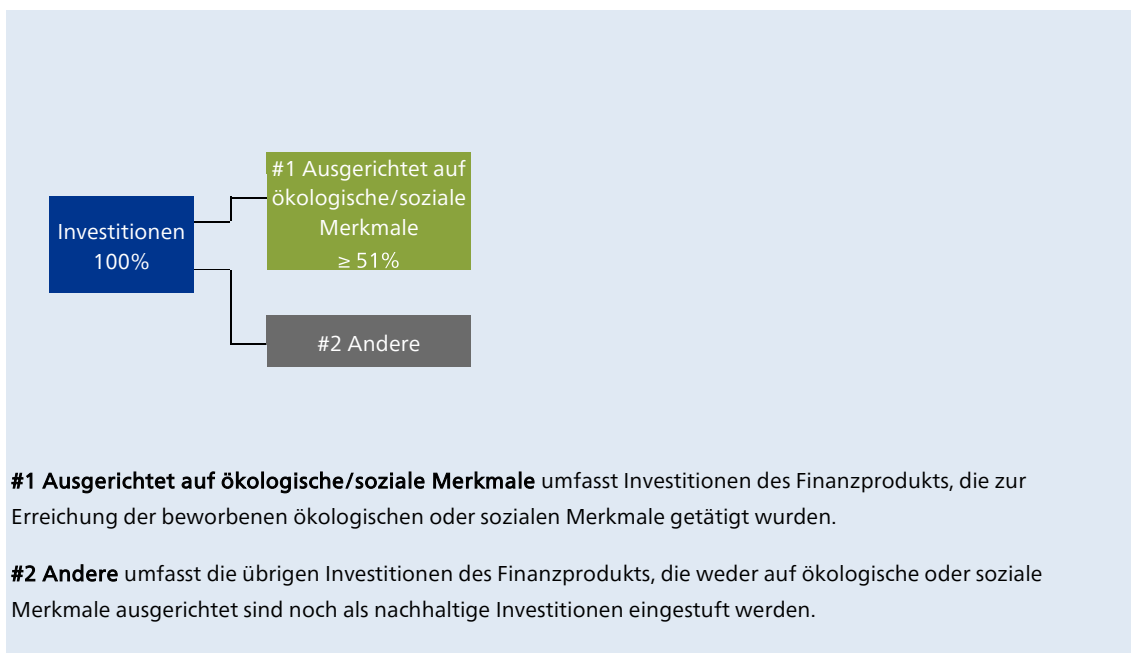 #1 Ausgerichtet auf
ökologische/soziale
Merkmale
≥ 51%
Investitionen
100%
#2 Andere
#1 Ausgerichtet auf ökologische/soziale Merkmale umfasst Investitionen des Finanzprodukts, die zur
Erreichung der beworbenen ökologischen oder sozialen Merkmale getätigt wurden.
#2 Andere umfasst die übrigen Investitionen des Finanzprodukts, die weder auf ökologische oder soziale
Merkmale ausgerichtet sind noch als nachhaltige Investitionen eingestuft werden.